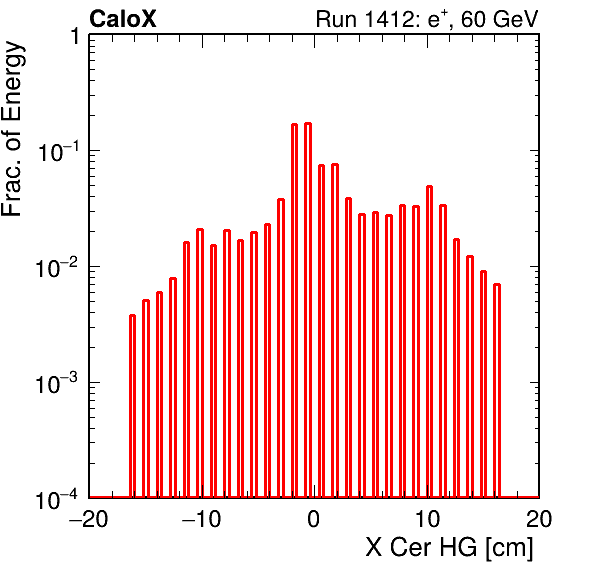 CaloX Run 1412: e⁺, 60 GeV
Frac. of Energy
1
10⁻¹
10⁻²
10⁻³
10⁻⁴
−20 −10 0 10 20
X Cer HG [cm]